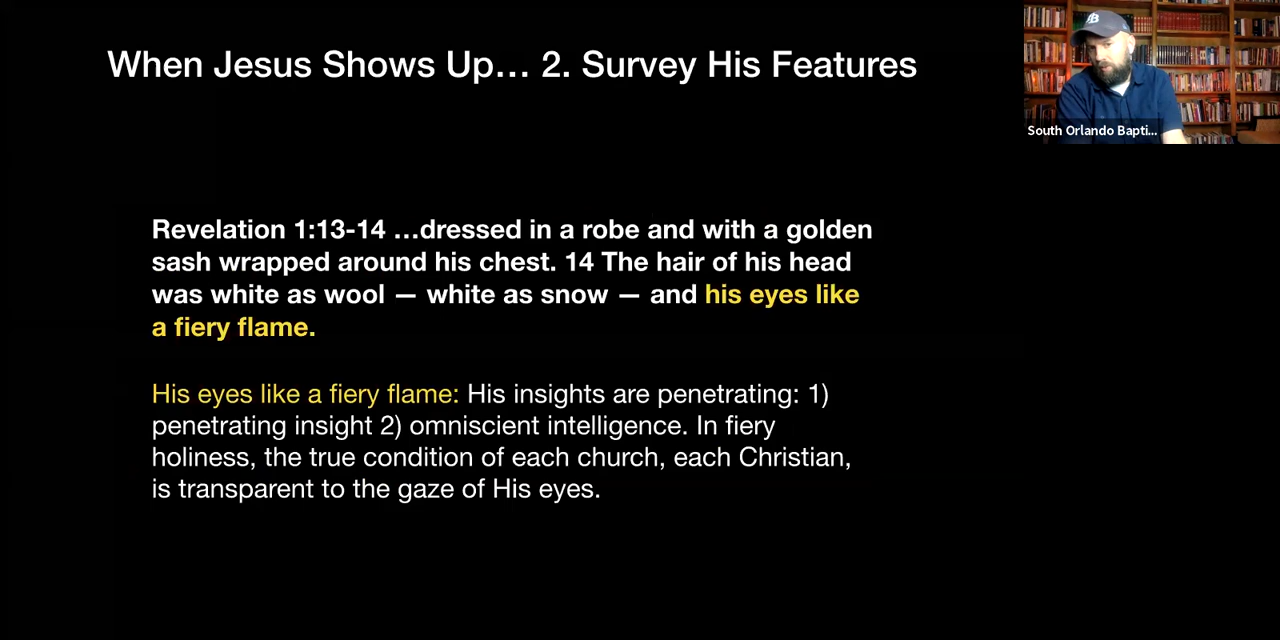 When Jesus Shows Up... 2. Survey His Features
South Orlando Bapti...
Revelation 1:13-14 ...dressed in a robe and with a golden
sash wrapped around his chest. 14 The hair of his head
was white as wool — white as snow — and his eyes like
a fiery flame.
His eyes like a fiery flame: His insights are penetrating: 1)
penetrating insight 2) omniscient intelligence. In fiery
holiness, the true condition of each church, each Christian,
is transparent to the gaze of His eyes.